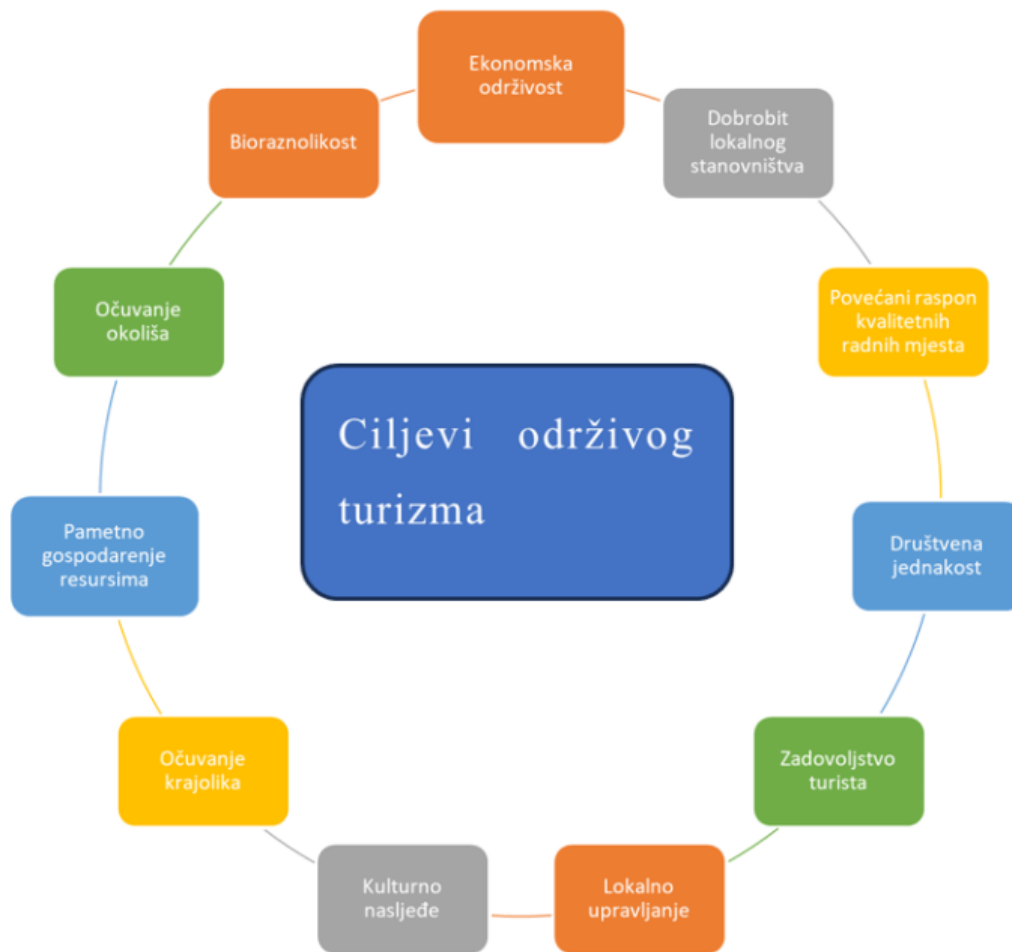 Ekonomska
održivost
Dobrobit
lokalnog
stanovništva
Povećani raspon
kvalitetnih
radnih mjesta
Društvena
jednakost
Zadovoljstvo
turista
Lokalno
upravljanje
Kulturno
nasljeđe
Očuvanje
krajolika
Pametno
gospodarenje
resursima
Očuvanje
okoliša
Bioraznolikost
Ciljevi održivog
turizma